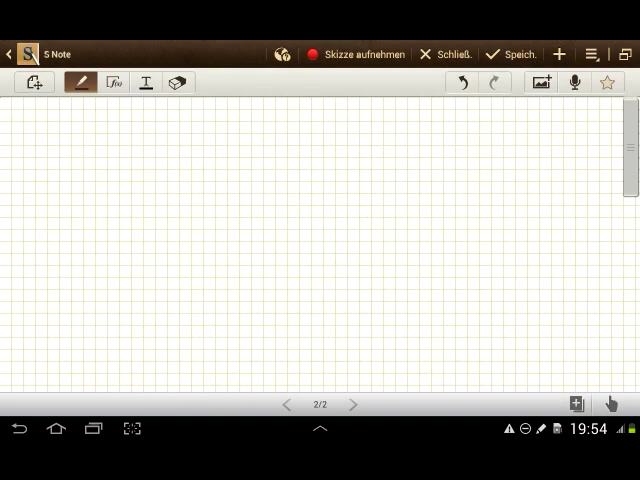 S Note
Skizze aufnehmen
Schließ.
Speich.
f(x)
T
2/2
19:54